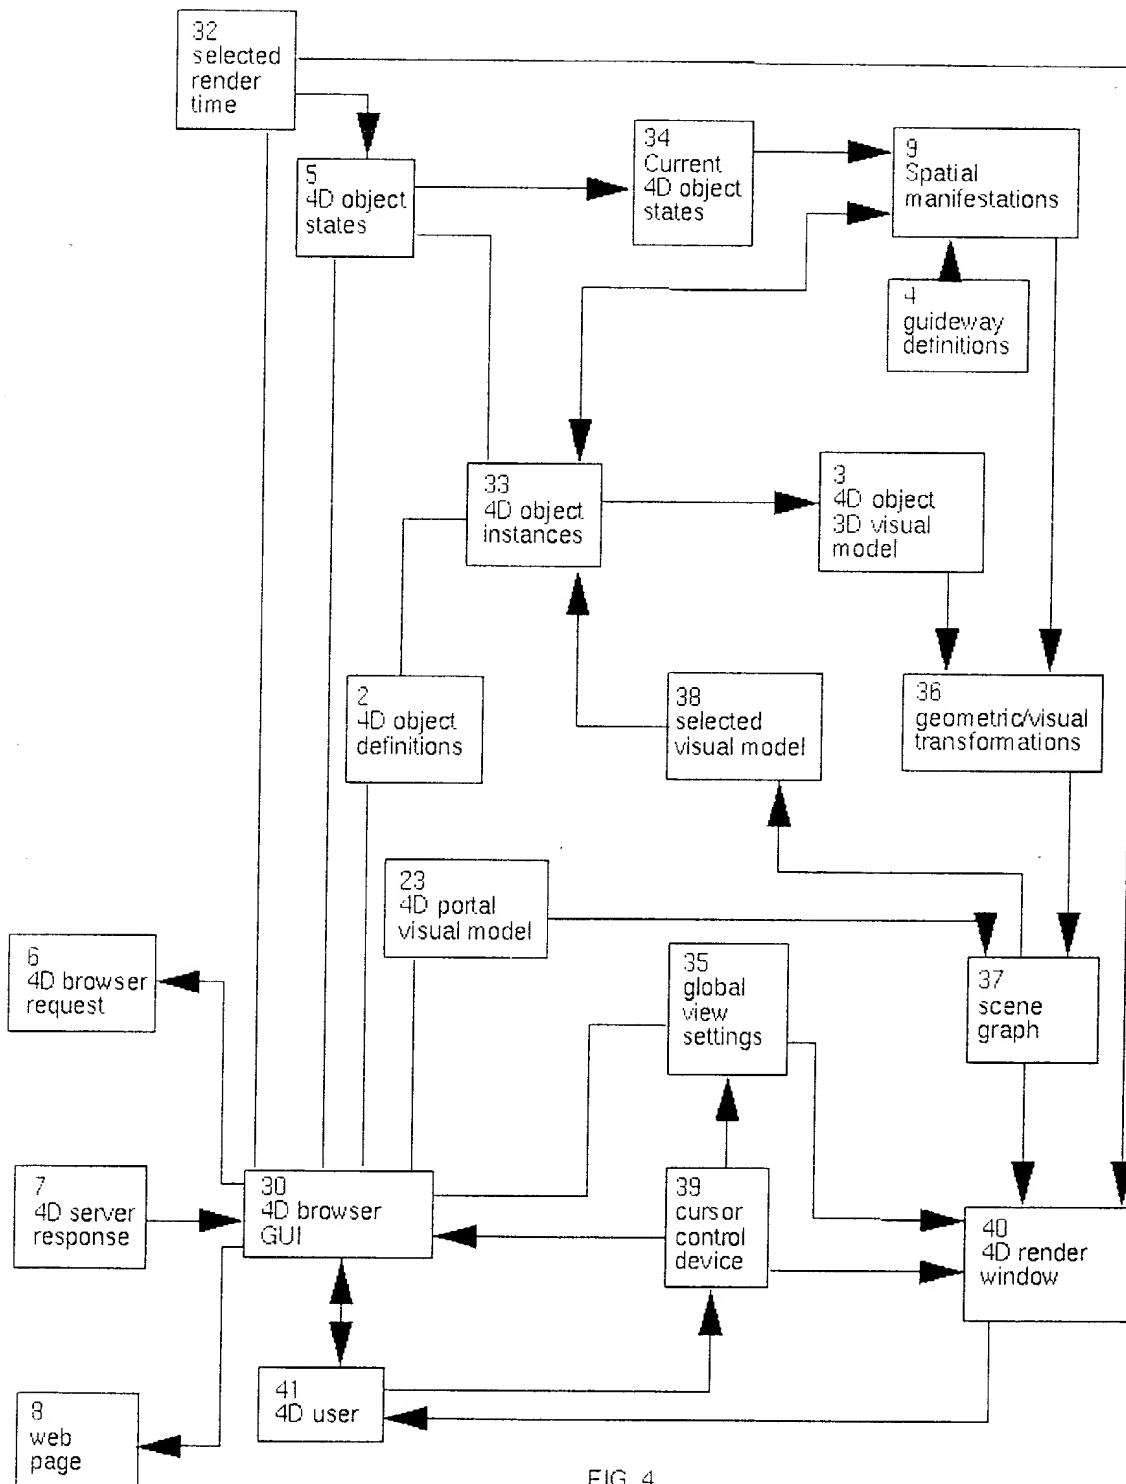 32
selected
render
time
5
4D object
states
34
Current
4D object
states
9
Spatial
manifestations
4
guideway
definitions
33
4D object
instances
3
4D object
3D visual
model
2
4D object
definitions
38
selected
visual model
36
geometric/visual
transformations
23
4D portal
visual model
6
4D browser
request
35
global
view
settings
37
scene
graph
7
4D server
response
30
4D browser
GUI
39
cursor
control
device
40
4D render
window
41
4D user
8
web
page
FIG. 4